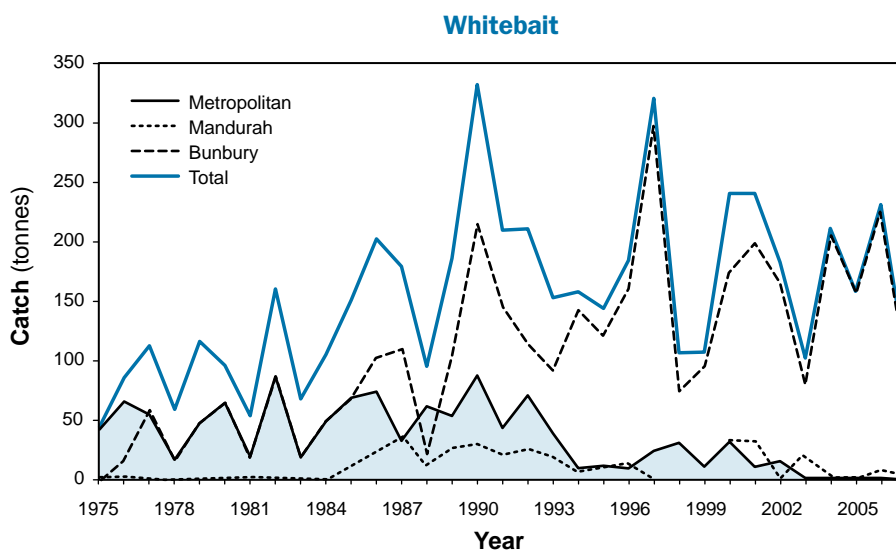 Whitebait
350
300
250
200
150
100
50
0
Catch (tonnes)
Metropolitan
Mandurah
Bunbury
Total
1975 1978 1981 1984 1987 1990 1993 1996 1999 2002 2005
Year